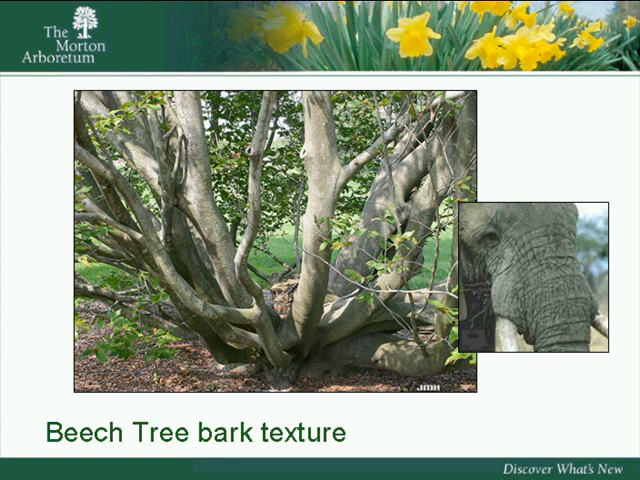 The
Morton
Arboretum
JMH
Beech Tree bark texture
Discover What's New